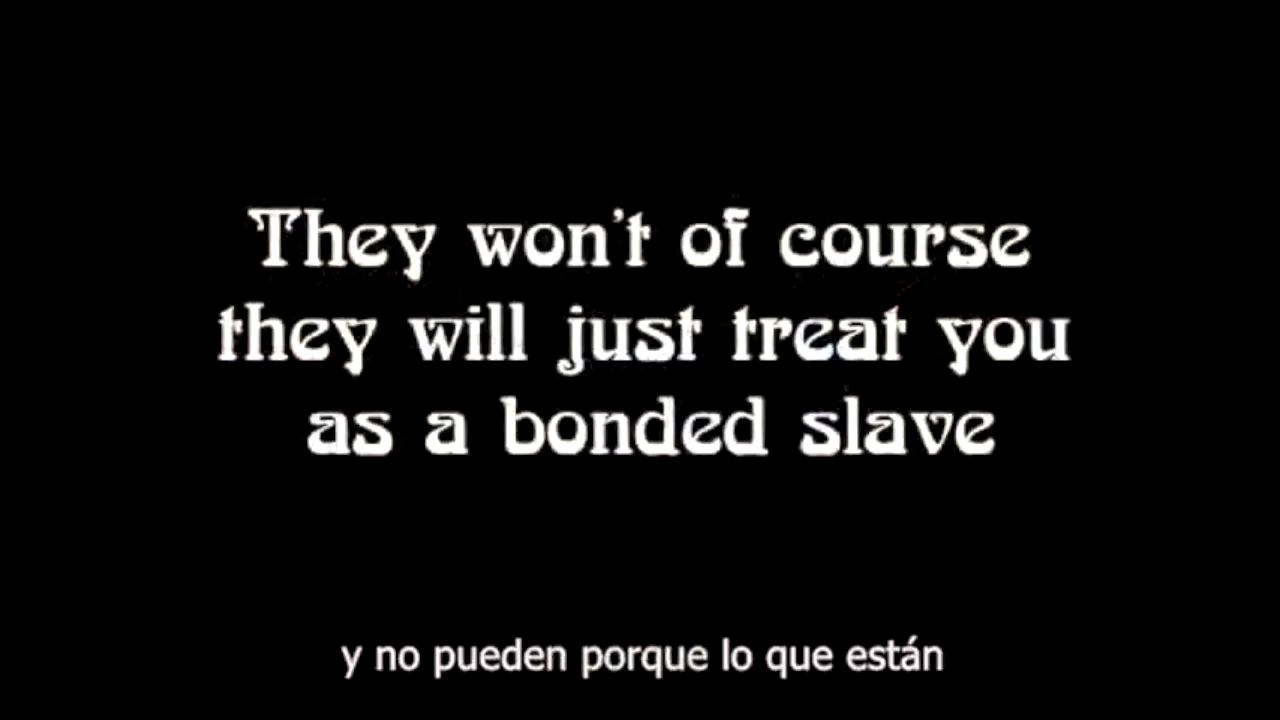 They won't of course
they will just treat you
as a bonded slave
y no pueden porque lo que están